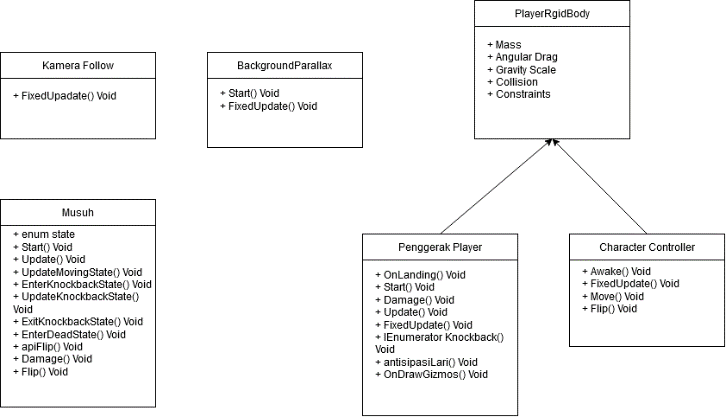 PlayerRgidBody
+ Mass
+ Angular Drag
+ Gravity Scale
+ Collision
+ Constraints
Kamera Follow
+ FixedUpadate() Void
BackgroundParallax
+ Start() Void
+ FixedUpdate() Void
Musuh
+ enum state
+ Start() Void
+ Update() Void
+ UpdateMovingState() Void
+ EnterKnockbackState() Void
+ UpdateKnockbackState()
Void
+ ExitKnockbackState() Void
+ EnterDeadState() Void
+ apiFlip() Void
+ Damage() Void
+ Flip() Void
Penggerak Player
+ OnLanding() Void
+ Start() Void
+ Damage() Void
+ Update() Void
+ FixedUpdate() Void
+ IEnumerator Knockback()
Void
+ antisipasiLari() Void
+ OnDrawGizmos() Void
Character Controller
+ Awake() Void
+ FixedUpdate() Void
+ Move() Void
+ Flip() Void